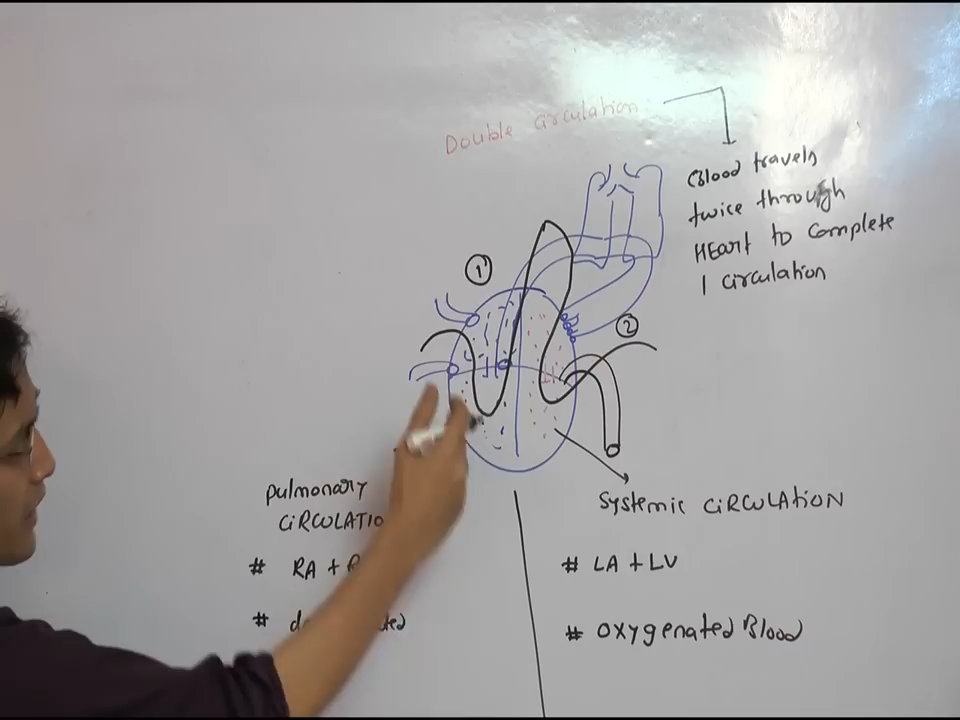 Double circulation
Blood travels
twice through
HEart to Complete
1 circulation
1
2
pulmonary
CiRCULATIO
# RA +
#
Systemic CiRCULATiON
# LA + LV
# oxygenated Blood